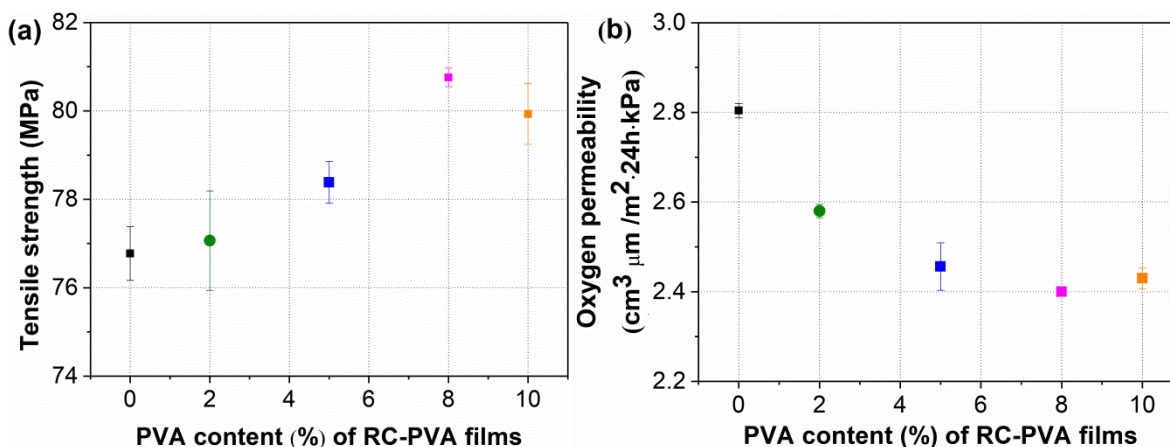 (a)
Tensile strength (MPa)
82
80
78
76
74
0 2 4 6 8 10
PVA content (%) of RC-PVA films
(b)
Oxygen permeability
(cm³ μm /m²·24h·kPa)
3.0
2.8
2.6
2.4
2.2
0 2 4 6 8 10
PVA content (%) of RC-PVA films